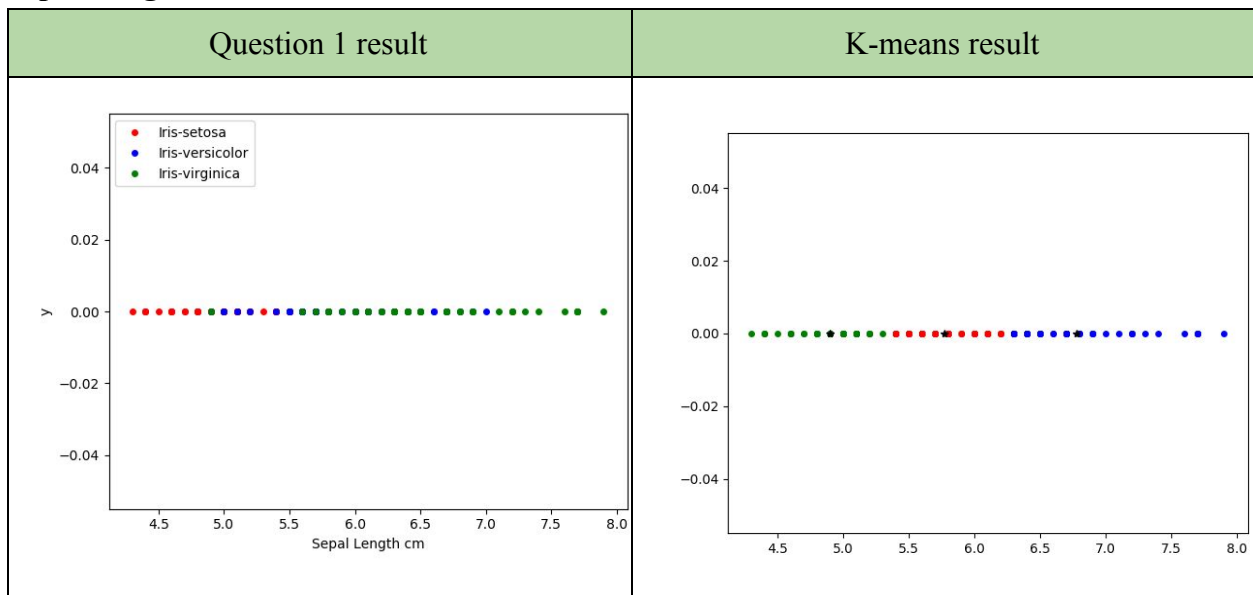 Question 1 result
K-means result
Iris-setosa
Iris-versicolor
Iris-virginica
0.04
0.02
0.00
−0.02
−0.04
y
4.5 5.0 5.5 6.0 6.5 7.0 7.5 8.0
Sepal Length cm
0.04
0.02
0.00
−0.02
−0.04
4.5 5.0 5.5 6.0 6.5 7.0 7.5 8.0